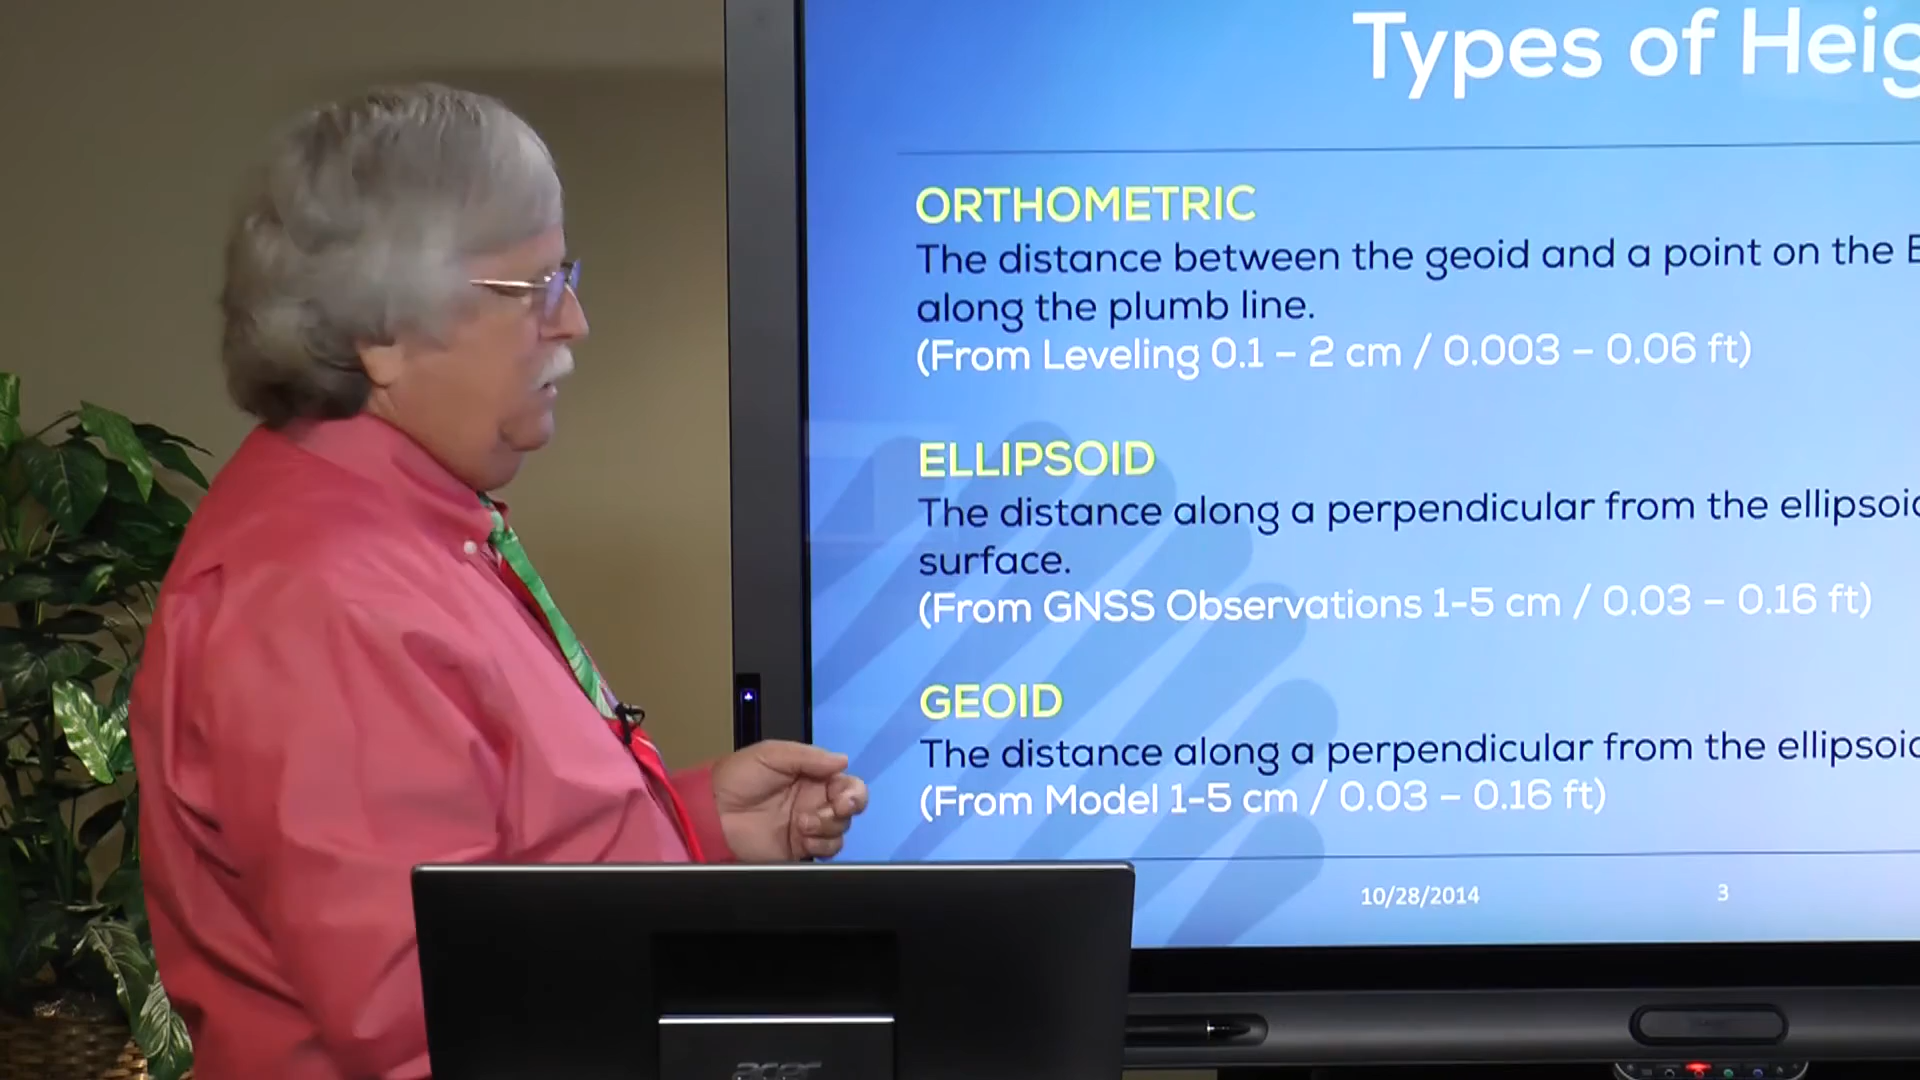 Types of Heig
ORTHOMETRIC
The distance between the geoid and a point on the E
along the plumb line.
(From Leveling 0.1 – 2 cm / 0.003 – 0.06 ft)
ELLIPSOID
The distance along a perpendicular from the ellipsoid
surface.
(From GNSS Observations 1-5 cm / 0.03 – 0.16 ft)
GEOID
The distance along a perpendicular from the ellipsoid
(From Model 1-5 cm / 0.03 – 0.16 ft)
10/28/2014 3
acer